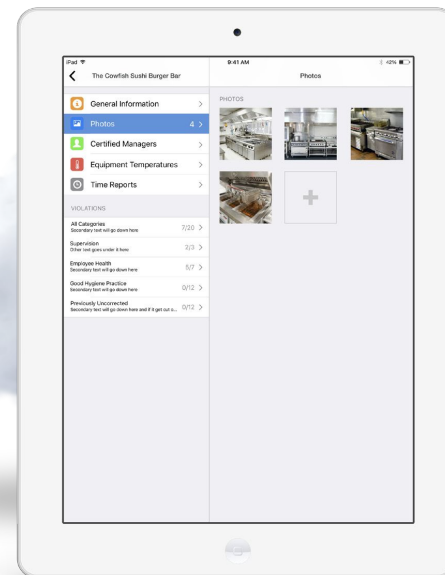 iPad
9:41 AM
42%
The Cowfish Sushi Burger Bar
Photos
General Information
Photos 4
Certified Managers
Equipment Temperatures
Time Reports
PHOTOS
VIOLATIONS
All Categories
Secondary text will go down here
7/20
Supervision
Other text goes under it here
2/3
Employee Health
Secondary text will go down here
5/7
Good Hygiene Practice
Secondary text will go down here
0/12
Previously Uncorrected
Secondary text will go down here and if it get out s...
0/12